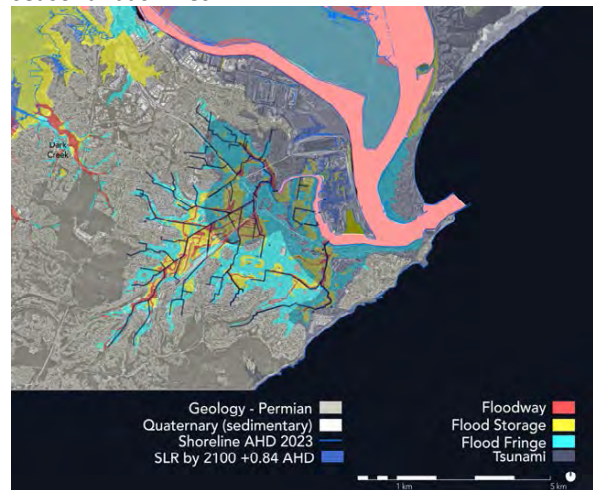 Dark
Creek
Geology - Permian
Quaternary (sedimentary)
Shoreline AHD 2023
SLR by 2100 +0.84 AHD
Floodway
Flood Storage
Flood Fringe
Tsunami
1 km
5 km